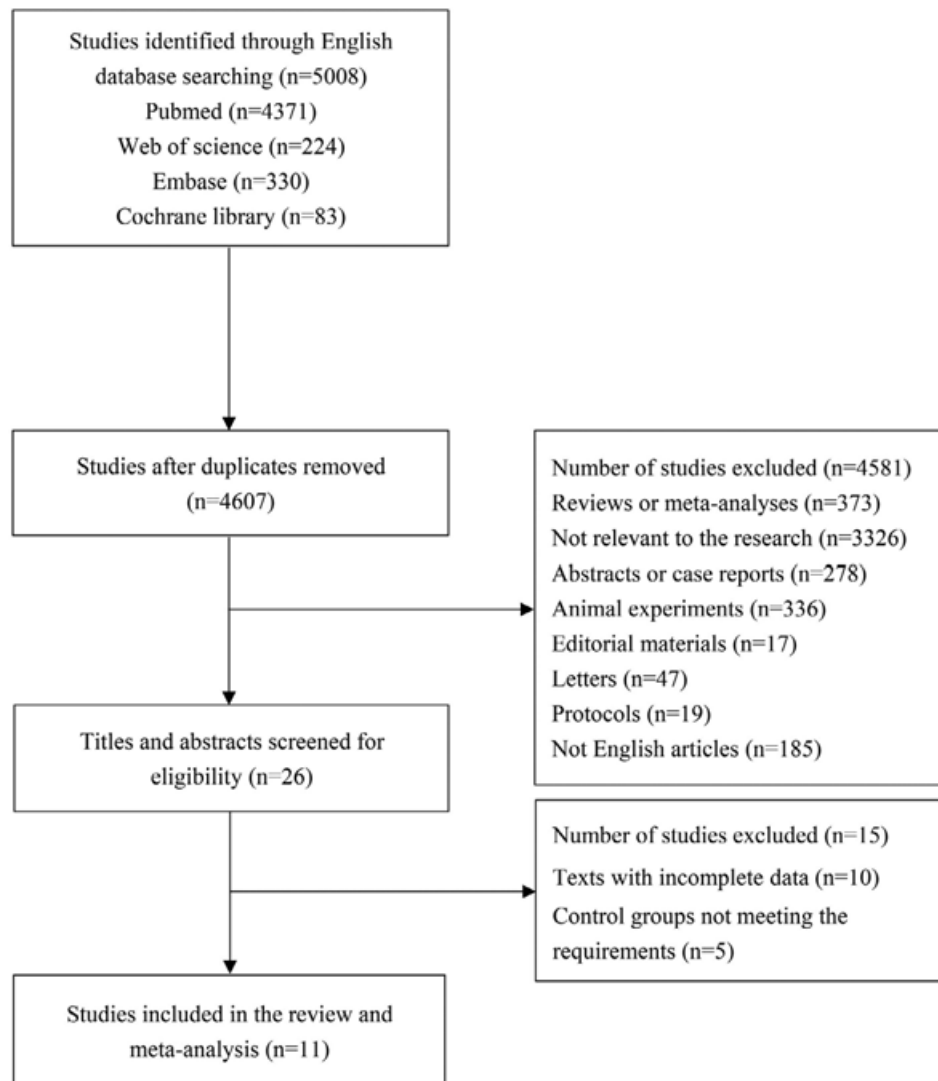 Studies identified through English
database searching (n=5008)
Pubmed (n=4371)
Web of science (n=224)
Embase (n=330)
Cochrane library (n=83)
Studies after duplicates removed
(n=4607)
Number of studies excluded (n=4581)
Reviews or meta-analyses (n=373)
Not relevant to the research (n=3326)
Abstracts or case reports (n=278)
Animal experiments (n=336)
Editorial materials (n=17)
Letters (n=47)
Protocols (n=19)
Not English articles (n=185)
Titles and abstracts screened for
eligibility (n=26)
Number of studies excluded (n=15)
Texts with incomplete data (n=10)
Control groups not meeting the
requirements (n=5)
Studies included in the review and
meta-analysis (n=11)